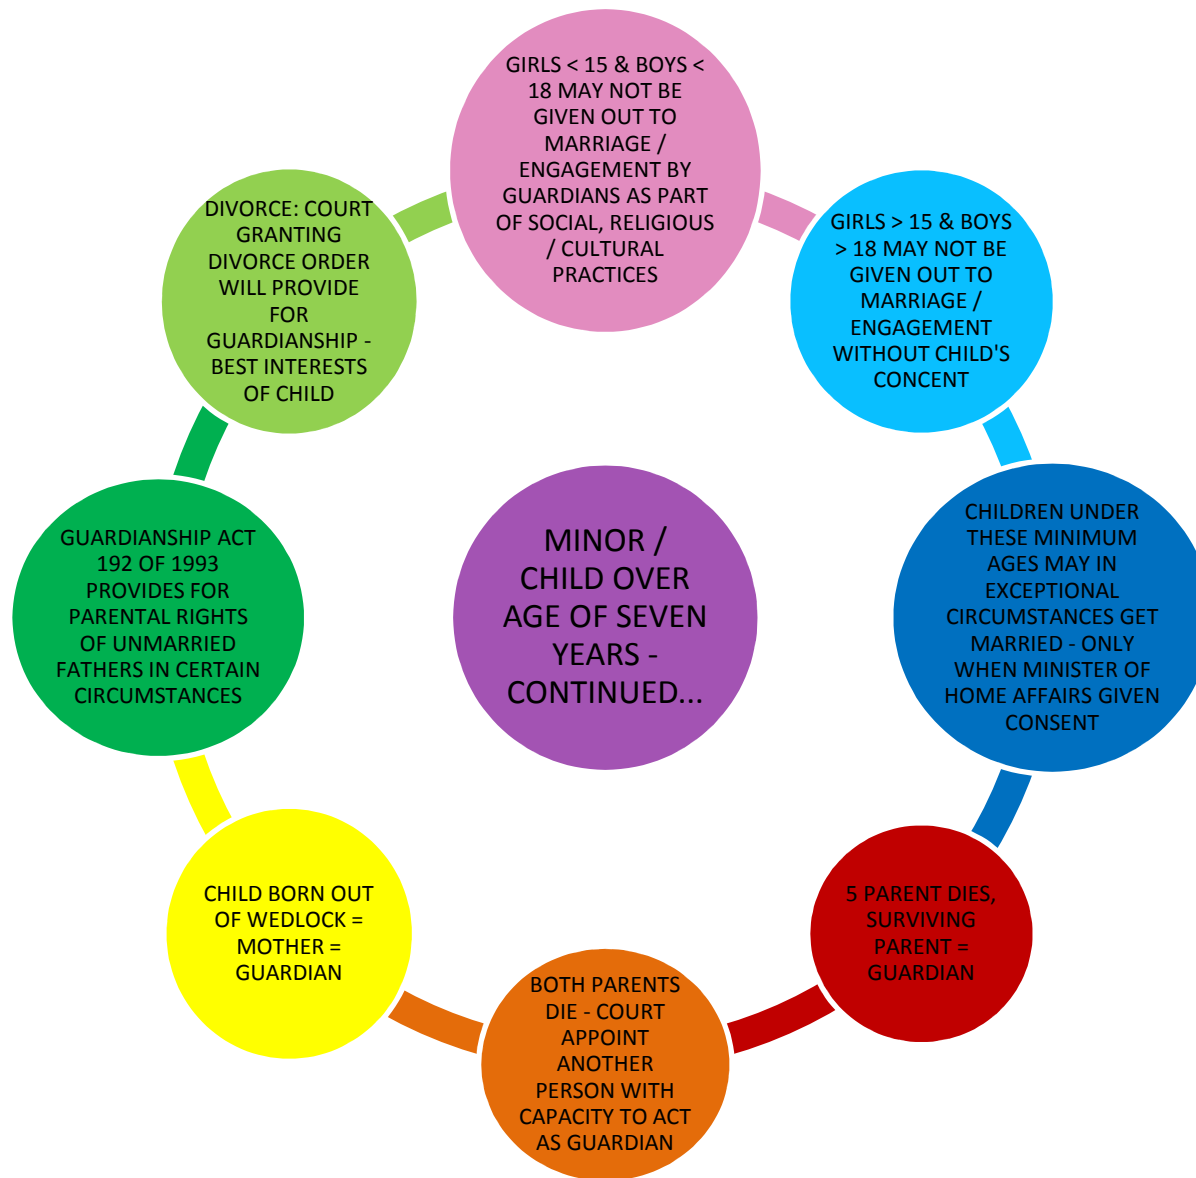 GIRLS < 15 & BOYS <
18 MAY NOT BE
GIVEN OUT TO
MARRIAGE /
ENGAGEMENT BY
GUARDIANS AS PART
OF SOCIAL, RELIGIOUS
/ CULTURAL
PRACTICES
GIRLS > 15 & BOYS
> 18 MAY NOT BE
GIVEN OUT TO
MARRIAGE /
ENGAGEMENT
WITHOUT CHILD'S
CONCENT
CHILDREN UNDER
THESE MINIMUM
AGES MAY IN
EXCEPTIONAL
CIRCUMSTANCES GET
MARRIED - ONLY
WHEN MINISTER OF
HOME AFFAIRS GIVEN
CONSENT
5 PARENT DIES,
SURVIVING
PARENT =
GUARDIAN
BOTH PARENTS
DIE - COURT
APPOINT
ANOTHER
PERSON WITH
CAPACITY TO ACT
AS GUARDIAN
CHILD BORN OUT
OF WEDLOCK =
MOTHER =
GUARDIAN
GUARDIANSHIP ACT
192 OF 1993
PROVIDES FOR
PARENTAL RIGHTS
OF UNMARRIED
FATHERS IN CERTAIN
CIRCUMSTANCES
DIVORCE: COURT
GRANTING
DIVORCE ORDER
WILL PROVIDE
FOR
GUARDIANSHIP -
BEST INTERESTS
OF CHILD
MINOR /
CHILD OVER
AGE OF SEVEN
YEARS -
CONTINUED...